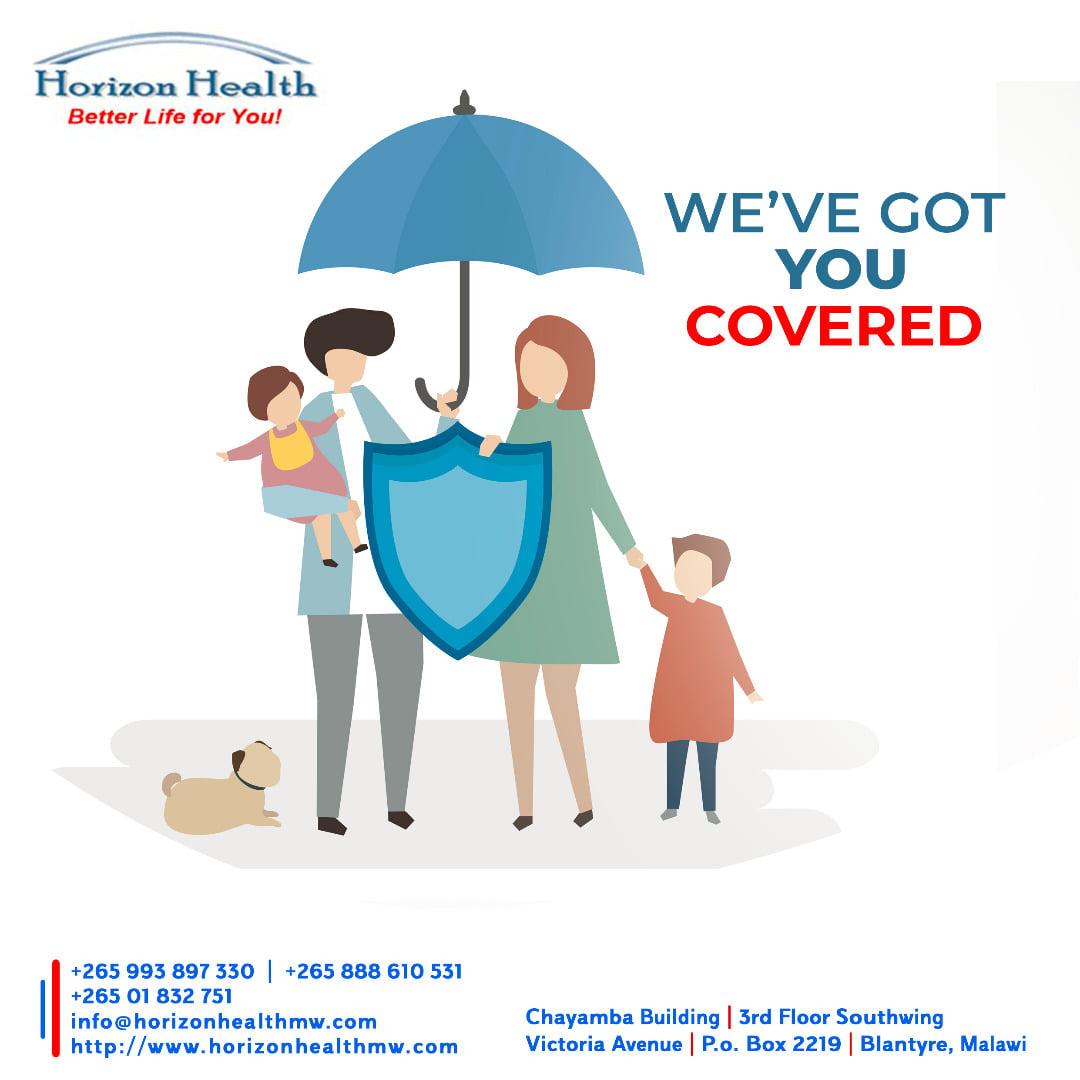 Horizon Health
Better Life for You!
WE'VE GOT
YOU
COVERED
+265 993 897 330 | +265 888 610 531
+265 01 832 751
info@horizonhealthmw.com
http://www.horizonhealthmw.com
Chayamba Building | 3rd Floor Southwing
Victoria Avenue | P.o. Box 2219 | Blantyre, Malawi